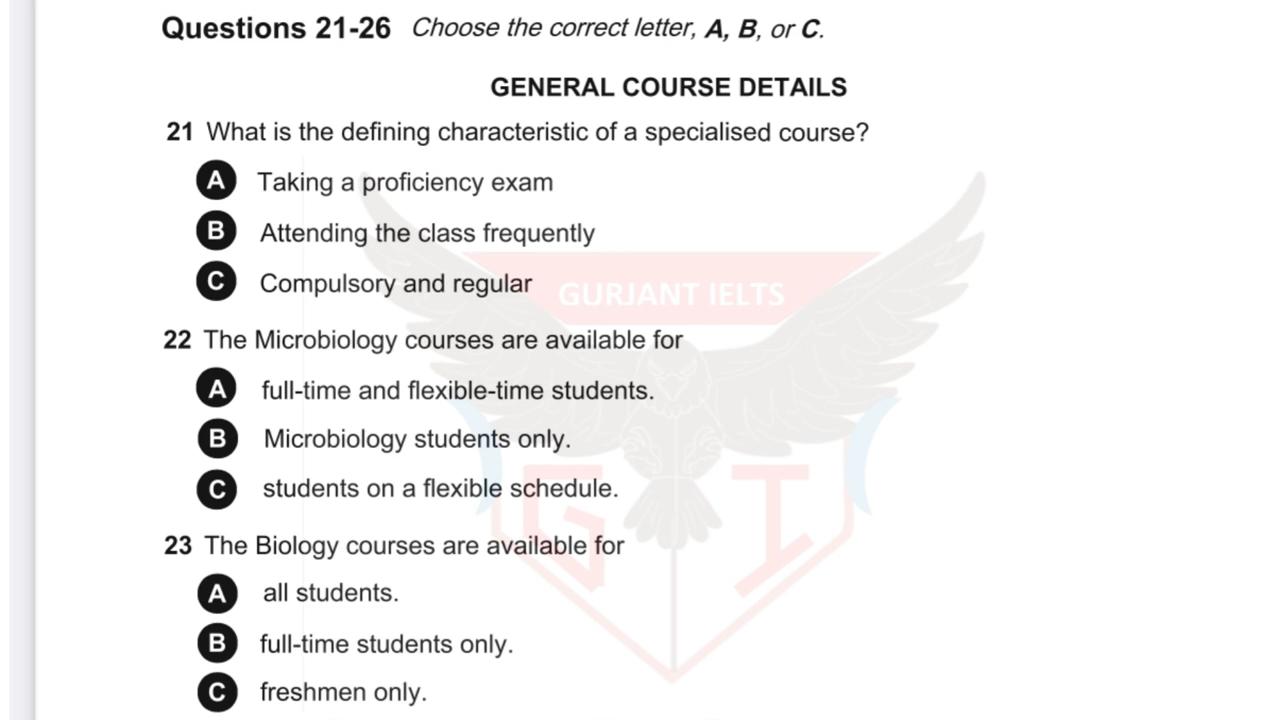 Questions 21-26 Choose the correct letter, A, B, or C.
GENERAL COURSE DETAILS
21 What is the defining characteristic of a specialised course?
A Taking a proficiency exam
B Attending the class frequently
C Compulsory and regular
GURJANT IELTS
22 The Microbiology courses are available for
A full-time and flexible-time students.
B Microbiology students only.
C students on a flexible schedule.
G I
23 The Biology courses are available for
A all students.
B full-time students only.
C freshmen only.